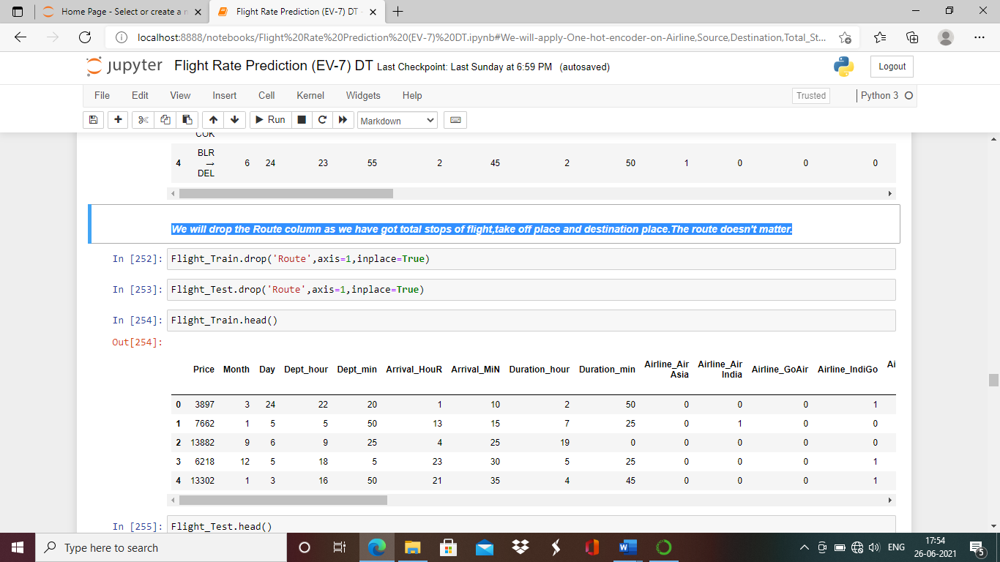 Home Page - Select or create a n
Flight Rate Prediction (EV-7) DT -
localhost:8888/notebooks/Flight%20Rate%20Prediction%20(EV-7)%20DT.ipynb#We-will-apply-One-hot-encoder-on-Airline,Source,Destination,Total_St...
jupyter Flight Rate Prediction (EV-7) DT Last Checkpoint: Last Sunday at 6:59 PM (autosaved)
Logout
File Edit View Insert Cell Kernel Widgets Help
Trusted
Python 3
Run
Markdown
COK
BLR
4 → 6 24 23 55 2 45 2 50 1 0 0 0
DEL
We will drop the Route column as we have got total stops of flight,take off place and destination place.The route doesn't matter.
In [252]: Flight_Train.drop('Route',axis=1,inplace=True)
In [253]: Flight_Test.drop('Route',axis=1,inplace=True)
In [254]: Flight_Train.head()
Out[254]:
Price Month Day Dept_hour Dept_min Arrival_HouR Arrival_MiN Duration_hour Duration_min Airline_Air Asia Airline_Air India Airline_GoAir Airline_IndiGo Ai
0 3897 3 24 22 20 1 10 2 50 0 0 0 1
1 7662 1 5 5 50 13 15 7 25 0 1 0 0
2 13882 9 6 9 25 4 25 19 0 0 0 0 0
3 6218 12 5 18 5 23 30 5 25 0 0 0 1
4 13302 1 3 16 50 21 35 4 45 0 0 0 1
In [255]: Flight_Test.head()
Type here to search
ENG
17:54
26-06-2021
5